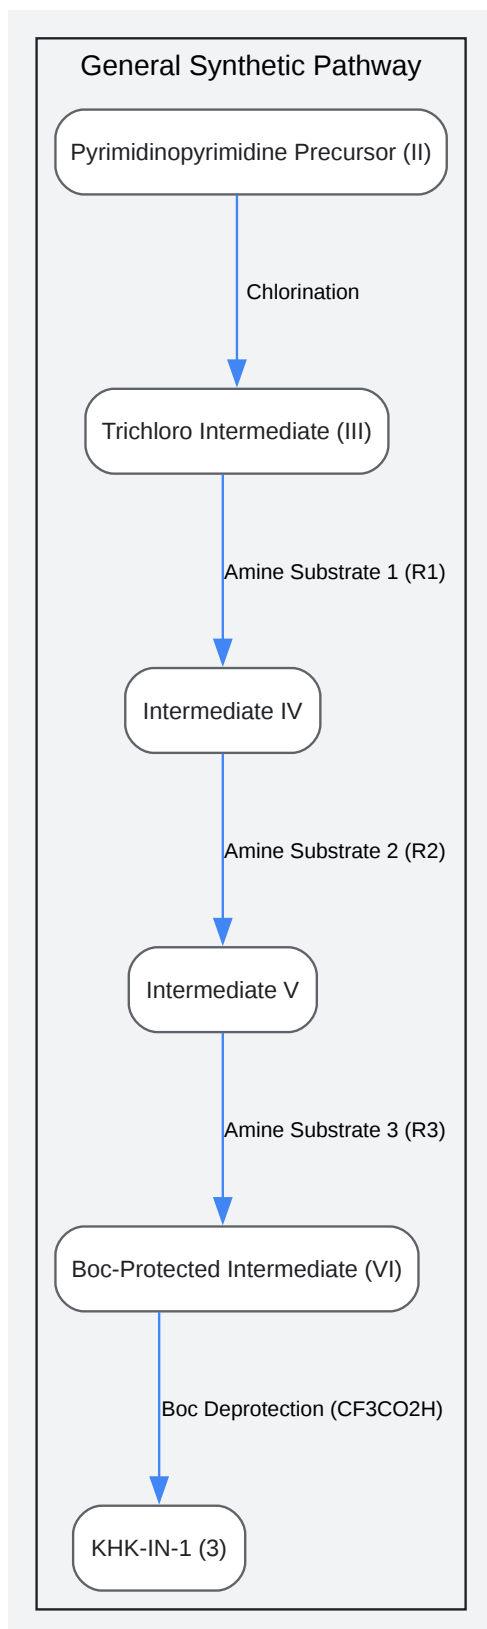 General Synthetic Pathway
Pyrimidinopyrimidine Precursor (II)
Chlorination
Trichloro Intermediate (III)
Amine Substrate 1 (R1)
Intermediate IV
Amine Substrate 2 (R2)
Intermediate V
Amine Substrate 3 (R3)
Boc-Protected Intermediate (VI)
Boc Deprotection (CF3CO2H)
KHK-IN-1 (3)